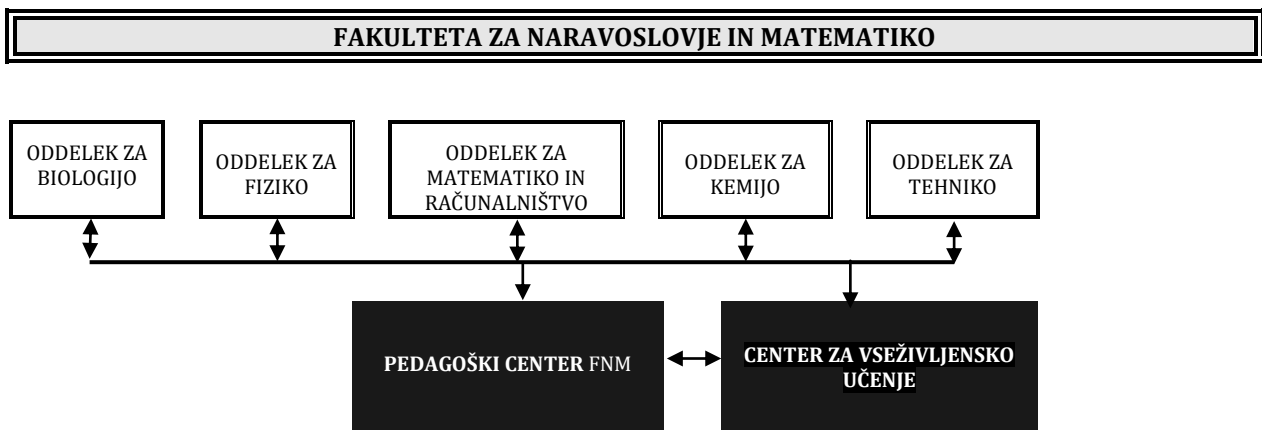 FAKULTETA ZA NARAVOSLOVJE IN MATEMATIKO
ODDELEK ZA
BIOLOGIJO
ODDELEK ZA
FIZIKO
ODDELEK ZA
MATEMATIKO IN
RAČUNALNIŠTVO
ODDELEK ZA
KEMIJO
ODDELEK ZA
TEHNIKO
PEDAGOŠKI CENTER FNM
CENTER ZA VSEŽIVLJENSKO
UČENJE